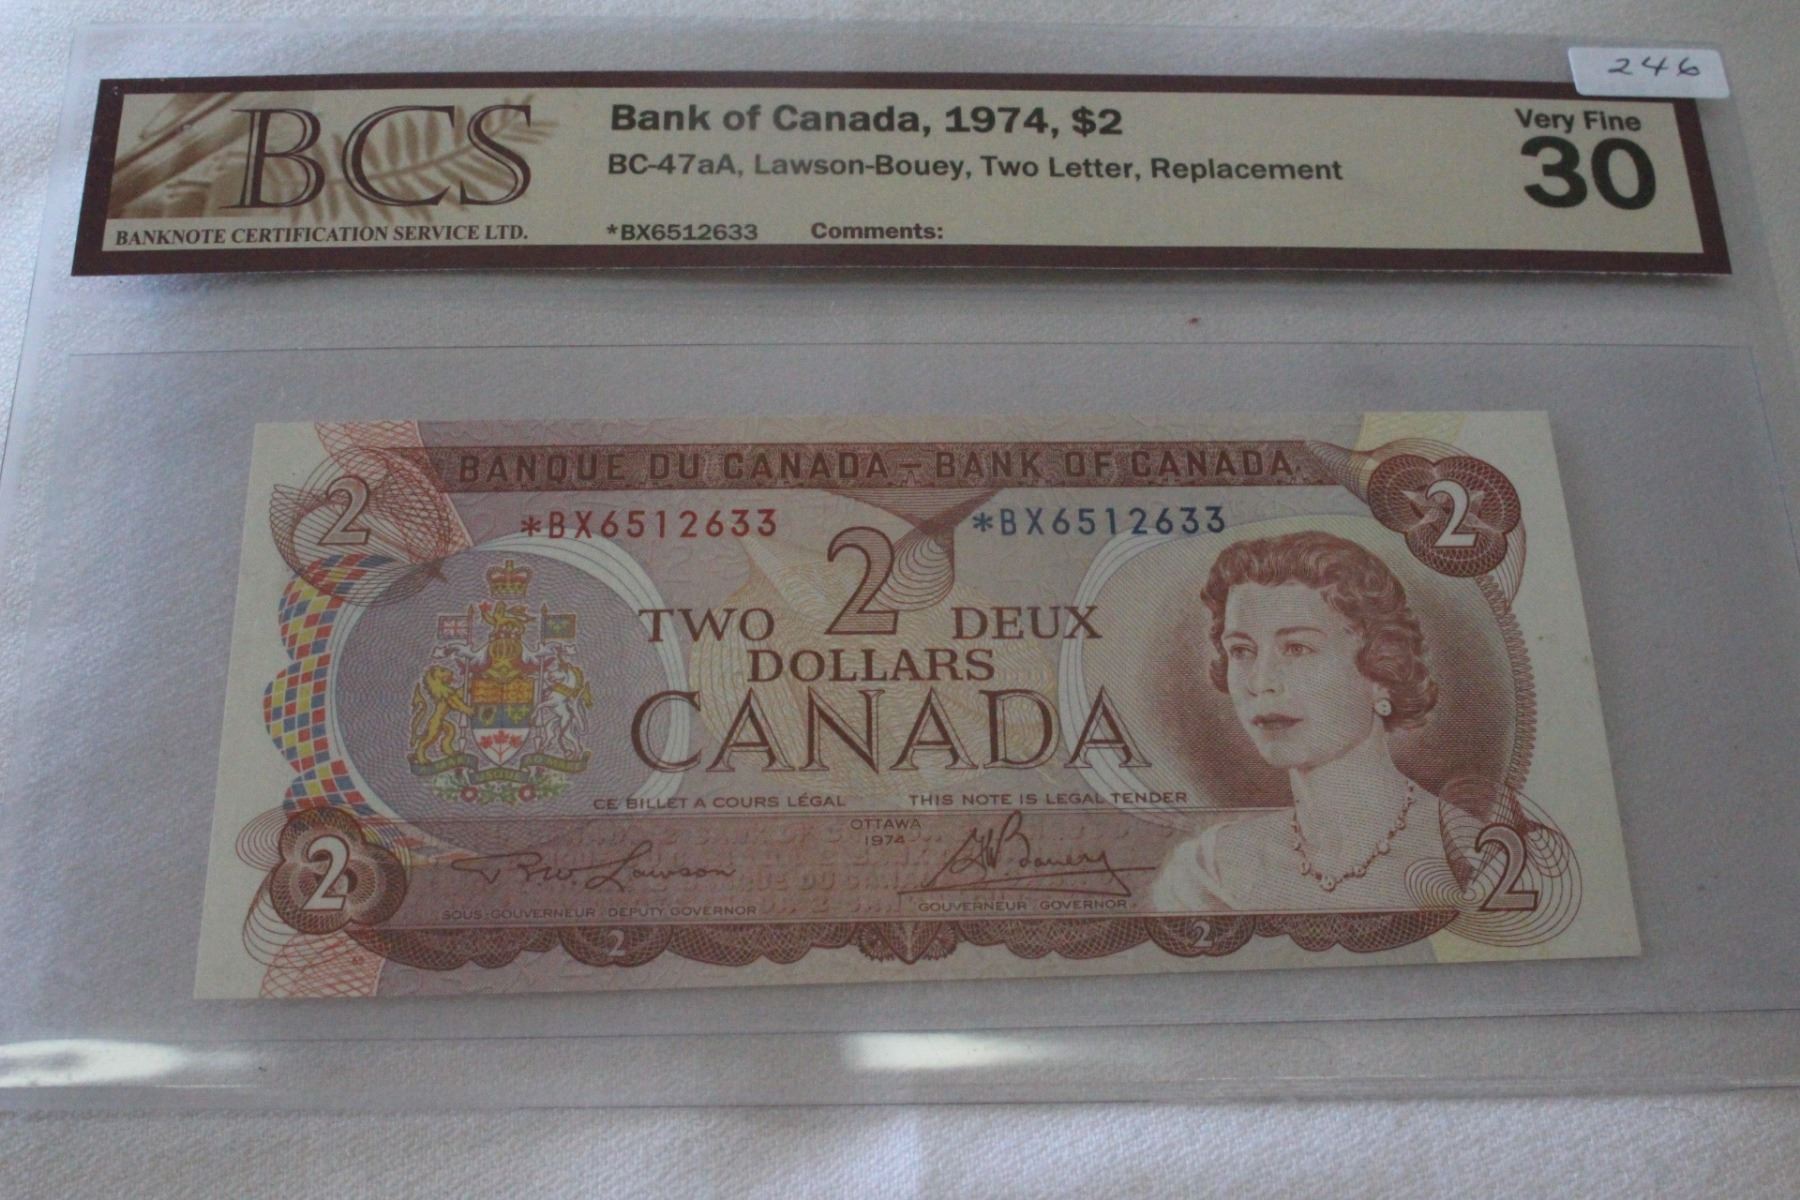 246
BCS
BANKNOTE CERTIFICATION SERVICE LTD.
Bank of Canada, 1974, $2
BC-47aA, Lawson-Bouey, Two Letter, Replacement
*BX6512633 Comments:
Very Fine
30
BANQUE DU CANADA – BANK OF CANADA
2 2
*BX6512633 *BX6512633
2
TWO DEUX
DOLLARS
CANADA
CE BILLET A COURS LÉGAL THIS NOTE IS LEGAL TENDER
OTTAWA
1974
2 2
SOUS-GOUVERNEUR DEPUTY GOVERNOR GOUVERNEUR GOVERNOR
2 2